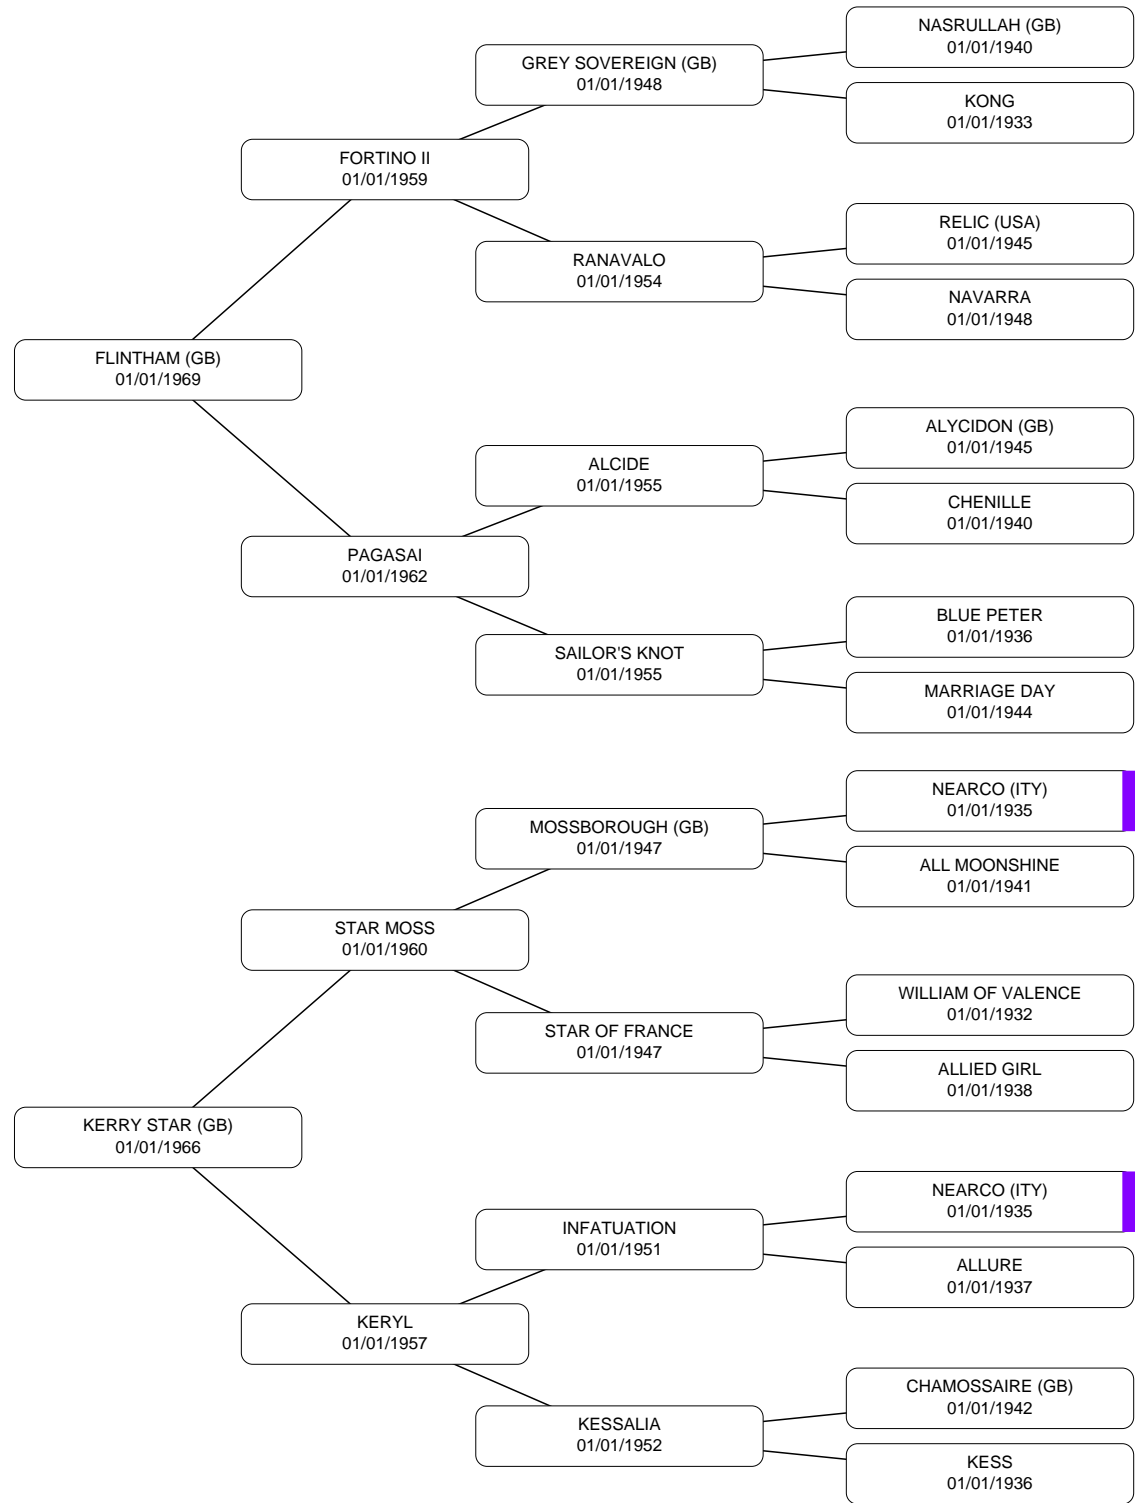 NASRULLAH (GB)
01/01/1940
GREY SOVEREIGN (GB)
01/01/1948
KONG
01/01/1933
FORTINO II
01/01/1959
RELIC (USA)
01/01/1945
RANAVALO
01/01/1954
NAVARRA
01/01/1948
FLINTHAM (GB)
01/01/1969
ALYCIDON (GB)
01/01/1945
ALCIDE
01/01/1955
CHENILLE
01/01/1940
PAGASAI
01/01/1962
BLUE PETER
01/01/1936
SAILOR'S KNOT
01/01/1955
MARRIAGE DAY
01/01/1944
NEARCO (ITY)
01/01/1935
MOSSBOROUGH (GB)
01/01/1947
ALL MOONSHINE
01/01/1941
STAR MOSS
01/01/1960
WILLIAM OF VALENCE
01/01/1932
STAR OF FRANCE
01/01/1947
ALLIED GIRL
01/01/1938
KERRY STAR (GB)
01/01/1966
NEARCO (ITY)
01/01/1935
INFATUATION
01/01/1951
ALLURE
01/01/1937
KERYL
01/01/1957
CHAMOSSAIRE (GB)
01/01/1942
KESSALIA
01/01/1952
KESS
01/01/1936